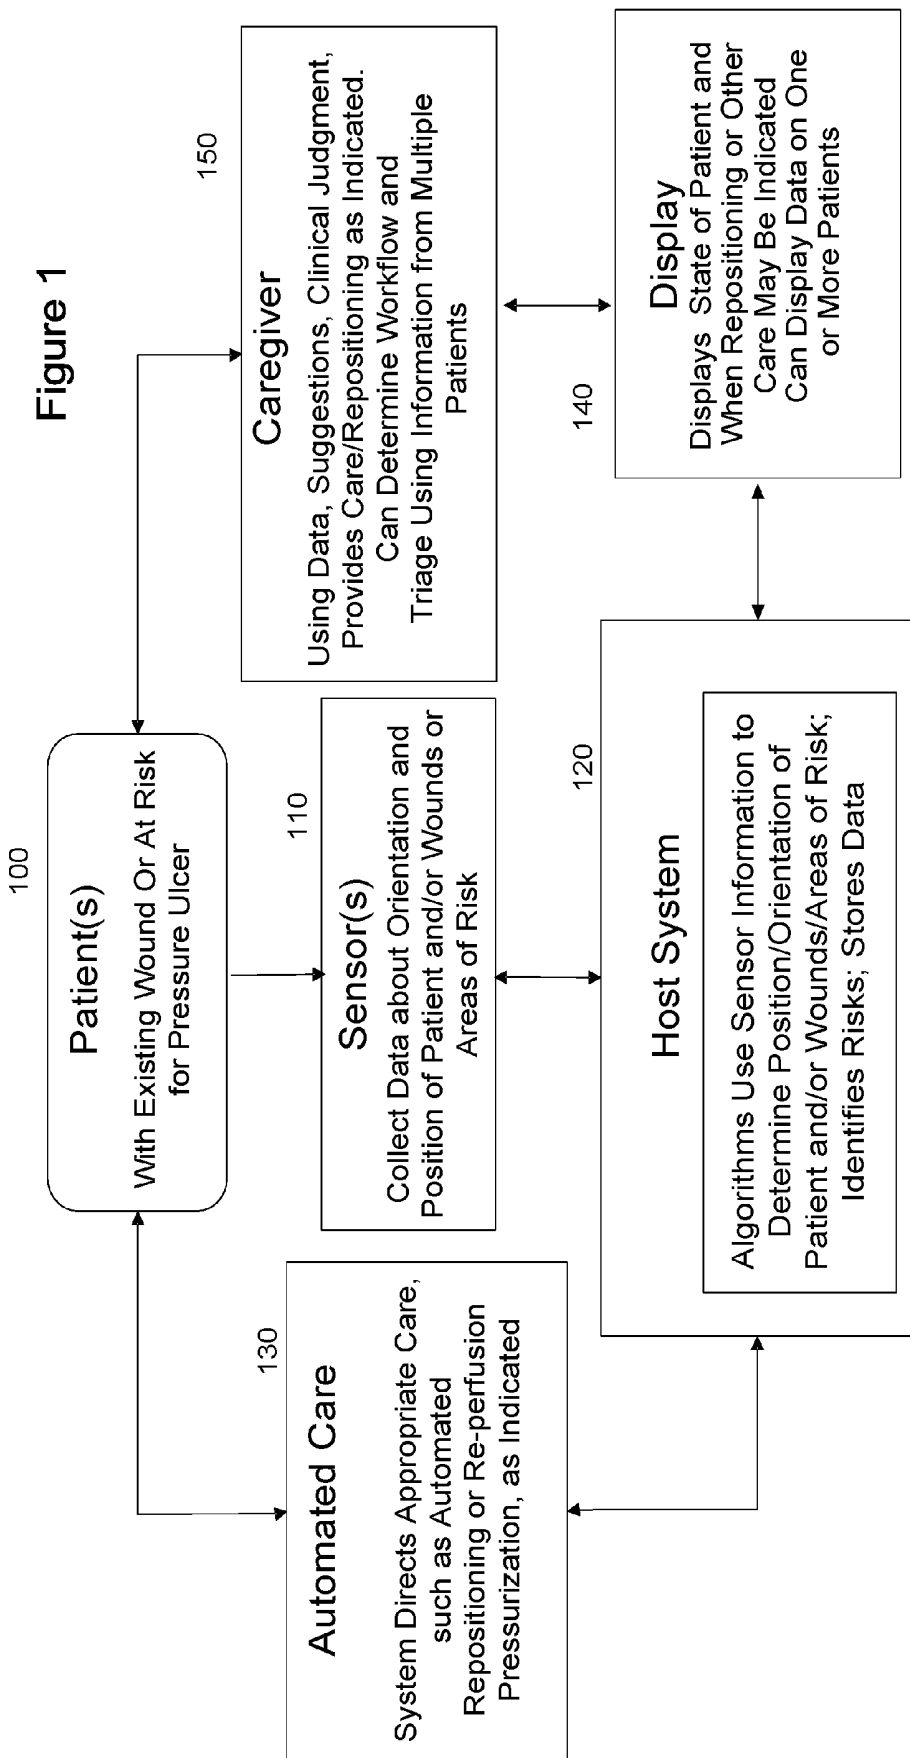 Figure 1
100
Patient(s)
With Existing Wound Or At Risk
for Pressure Ulcer
130
Automated Care
System Directs Appropriate Care,
such as Automated
Repositioning or Re-perfusion
Pressurization, as Indicated
110
Sensor(s)
Collect Data about Orientation and
Position of Patient and/or Wounds or
Areas of Risk
150
Caregiver
Using Data, Suggestions, Clinical Judgment,
Provides Care/Repositioning as Indicated.
Can Determine Workflow and
Triage Using Information from Multiple
Patients
120
Host System
Algorithms Use Sensor Information to
Determine Position/Orientation of
Patient and/or Wounds/Areas of Risk;
Identifies Risks; Stores Data
140
Display
Displays State of Patient and
When Repositioning or Other
Care May Be Indicated
Can Display Data on One
or More Patients